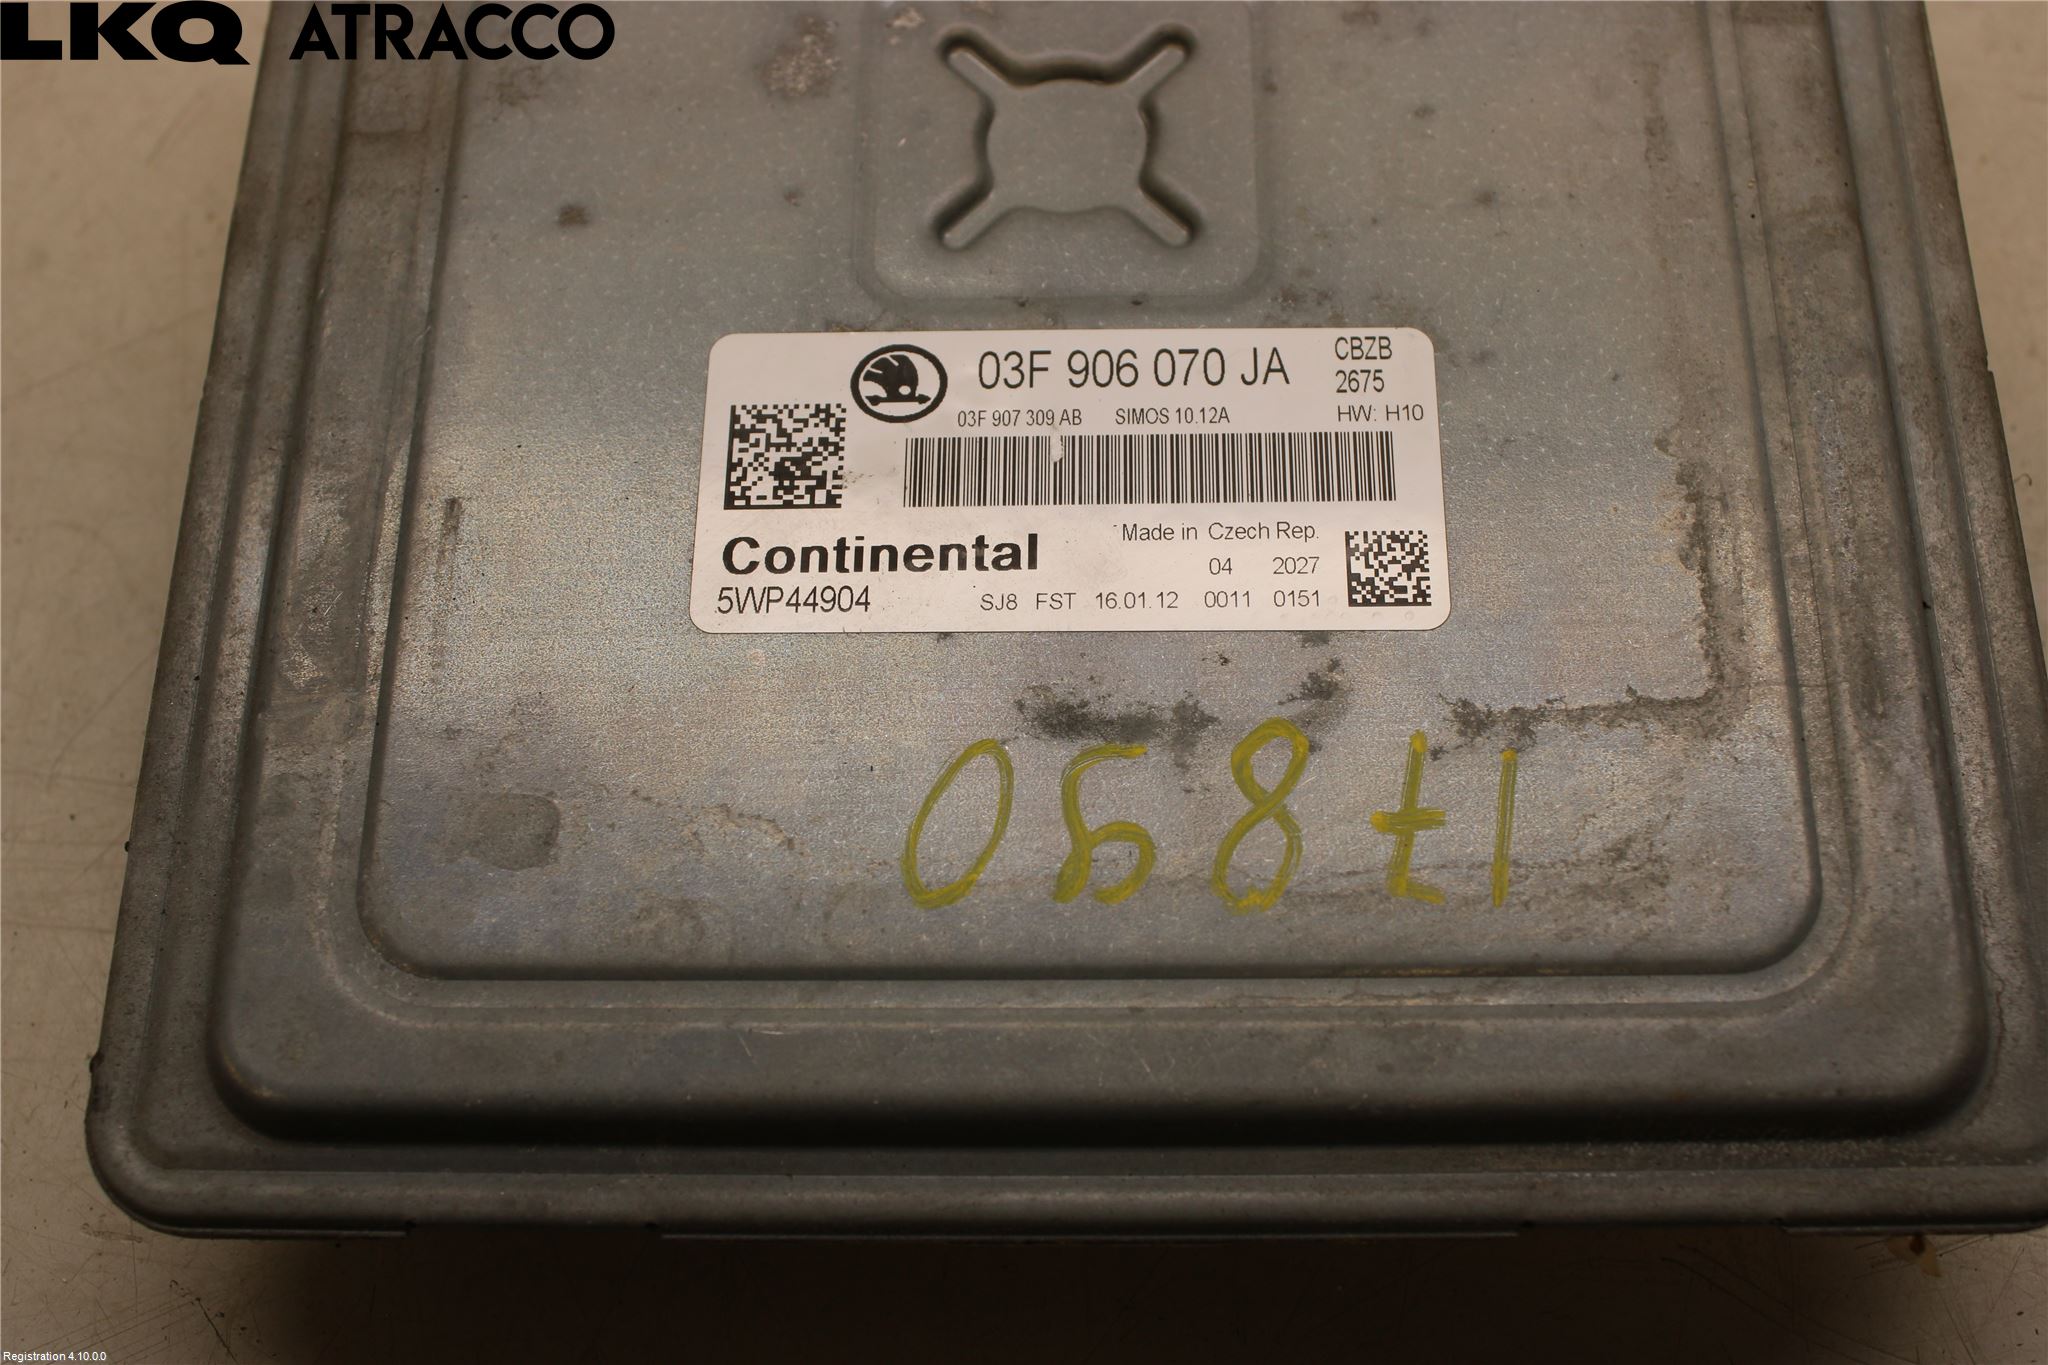 LKQ ATRACCO
03F 906 070 JA
CBZB
2675
03F 907 309 AB SIMOS 10.12A HW: H10
Made in Czech Rep.
Continental
04 2027
5WP44904
SJ8 FST 16.01.12 0011 0151
17850
Registration 4.10.0.0